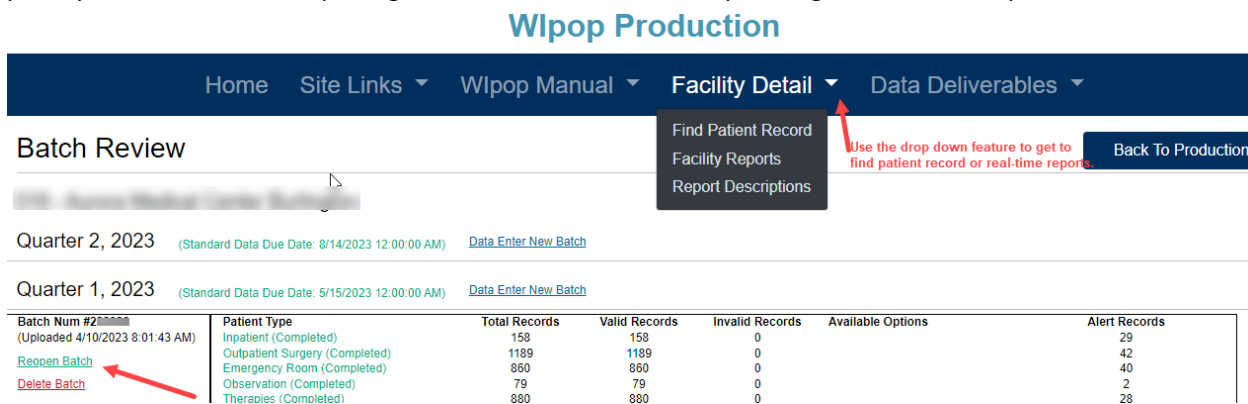 WIpop Production
Home Site Links WIpop Manual Facility Detail Data Deliverables
Find Patient Record
Facility Reports
Report Descriptions
Use the drop down feature to get to
find patient record or real-time reports.
Batch Review
Back To Production
Quarter 2, 2023 (Standard Data Due Date: 8/14/2023 12:00:00 AM) Data Enter New Batch
Quarter 1, 2023 (Standard Data Due Date: 5/15/2023 12:00:00 AM) Data Enter New Batch
Batch Num #2 Patient Type Total Records Valid Records Invalid Records Available Options Alert Records
(Uploaded 4/10/2023 8:01:43 AM) Inpatient (Completed) 158 158 0 29
Outpatient Surgery (Completed) 1189 1189 0 42
Reopen Batch Emergency Room (Completed) 860 860 0 40
Delete Batch Observation (Completed) 79 79 0 2
Therapies (Completed) 880 880 0 28